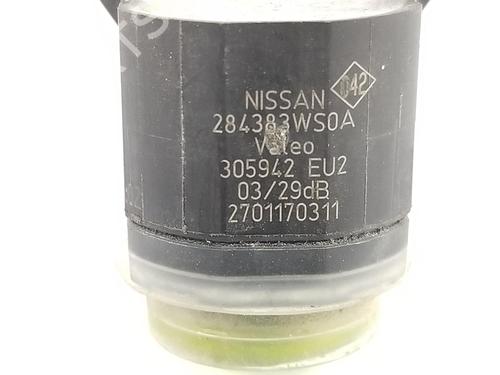 NISSAN 042
284383WS0A
Valeo
305942 EU2
03/29dB
2701170311